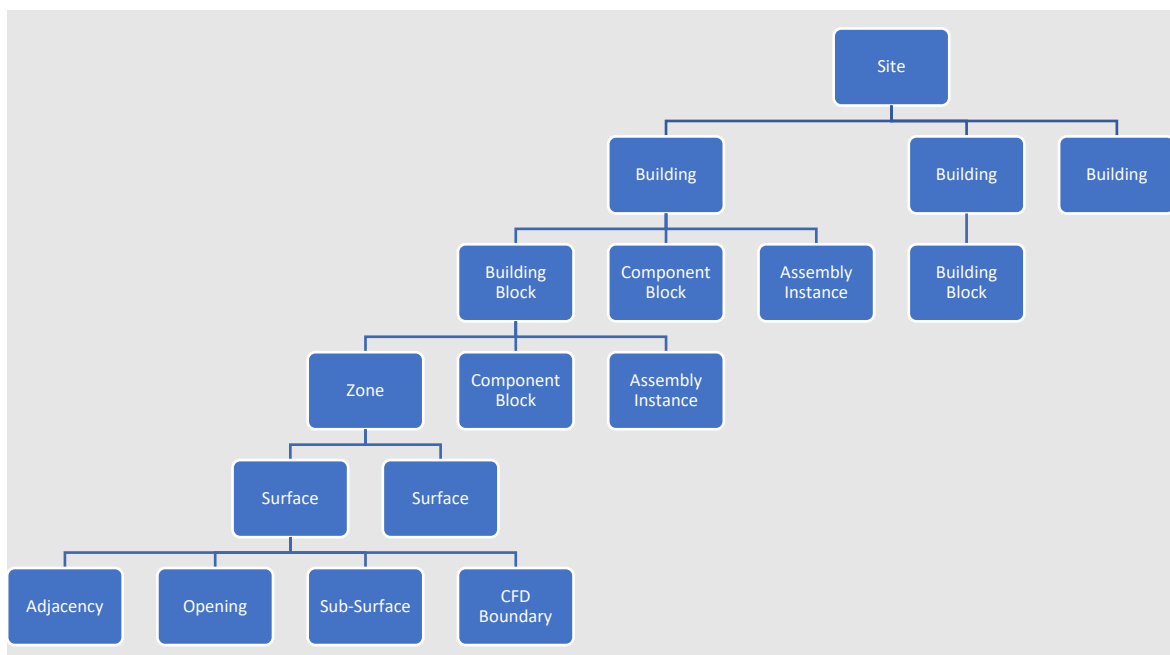 Site
Building
Building
Building
Building
Block
Component
Block
Assembly
Instance
Building
Block
Zone
Component
Block
Assembly
Instance
Surface
Surface
Adjacency
Opening
Sub-Surface
CFD
Boundary